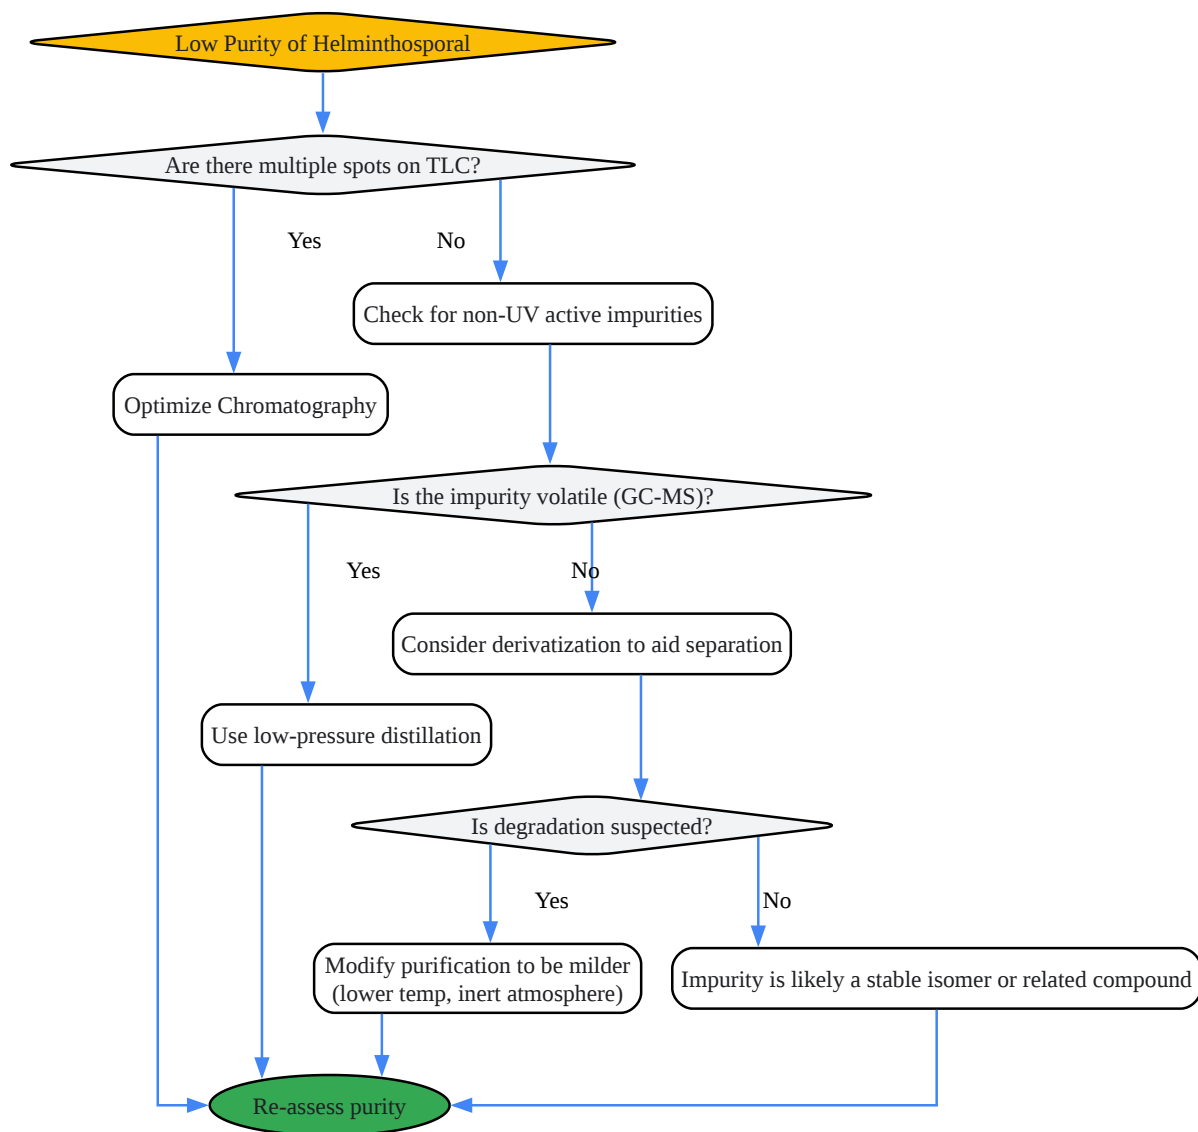 Low Purity of Helminthosporal
Are there multiple spots on TLC?
Yes
No
Check for non-UV active impurities
Optimize Chromatography
Is the impurity volatile (GC-MS)?
Yes
No
Consider derivatization to aid separation
Use low-pressure distillation
Is degradation suspected?
Yes
No
Modify purification to be milder
(lower temp, inert atmosphere)
Impurity is likely a stable isomer or related compound
Re-assess purity